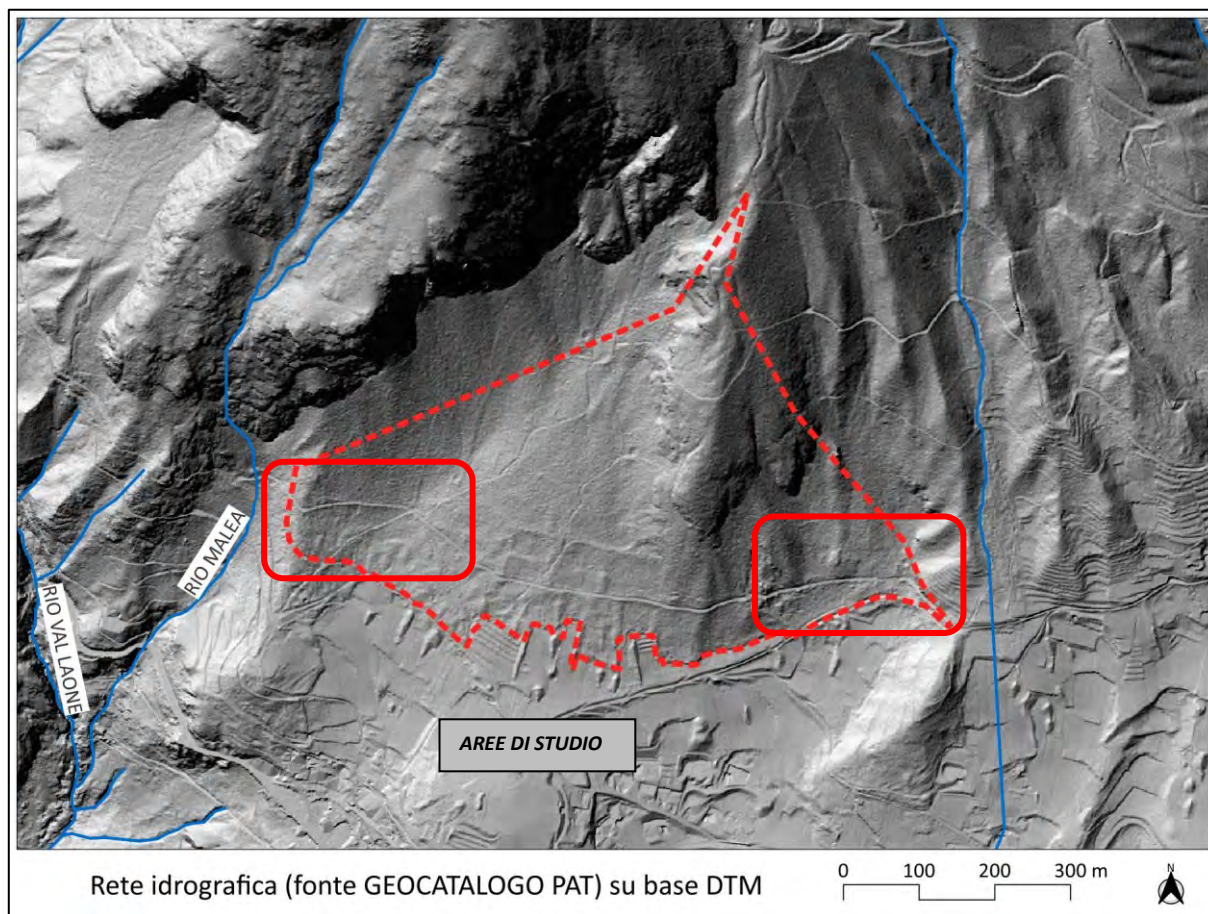 RIO MALEA
RIO VAL LAONE
AREE DI STUDIO
Rete idrografica (fonte GEOCATALOGO PAT) su base DTM
0 100 200 300 m
N